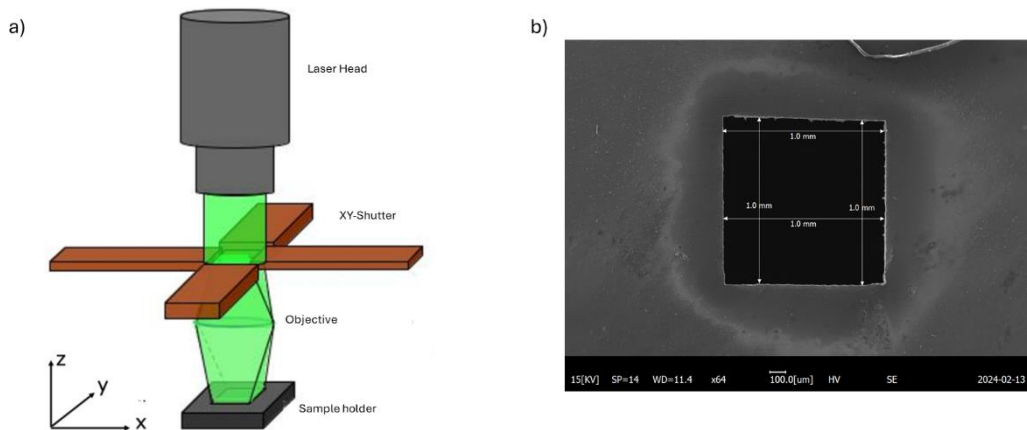 a)
Laser Head
XY-Shutter
Objective
Sample holder
z
y
x
b)
1.0 mm
1.0 mm
1.0 mm
1.0 mm
15[KV] SP=14 WD=11.4 x64 100.0[um] HV SE 2024-02-13